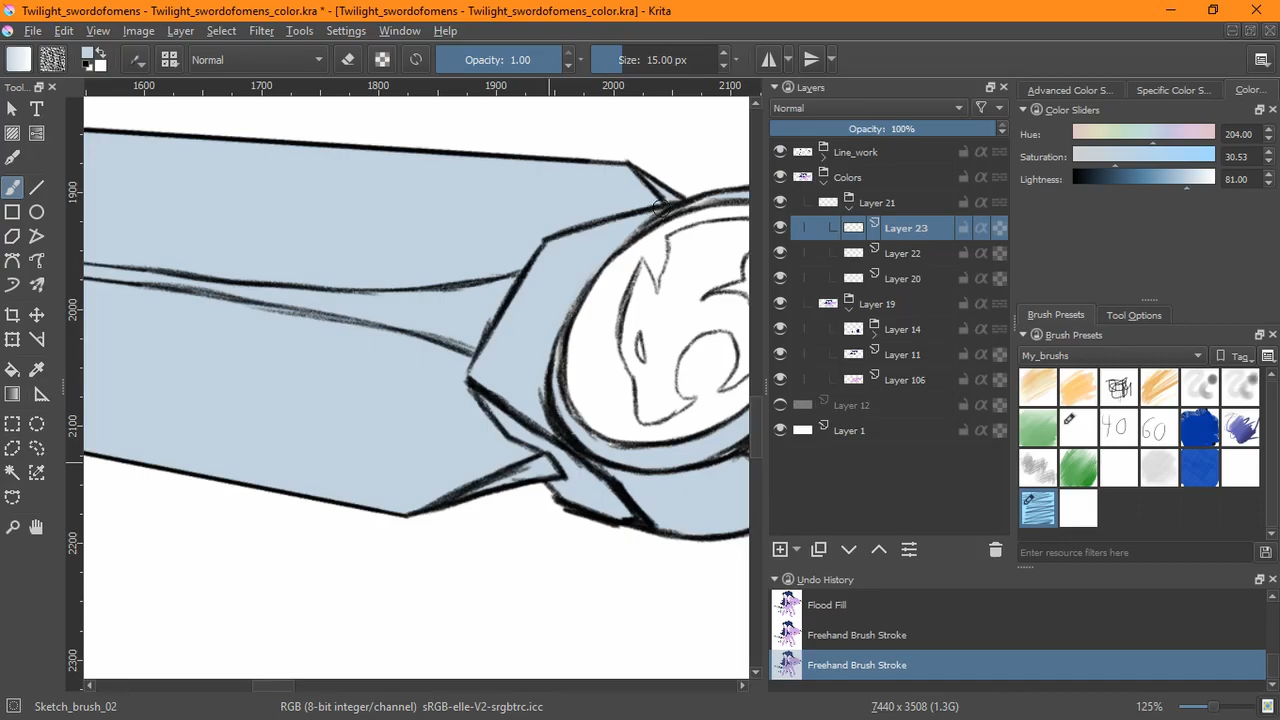 Twilight_swordofomens - Twilight_swordofomens_color.kra * - [Twilight_swordofomens - Twilight_swordofomens_color.kra] - Krita
File Edit View Image Layer Select Filter Tools Settings Window Help
Normal Opacity: 1.00 Size: 15.00 px
Tool...
1600 1700 1800 1900 2000 2100
1900
2000
2100
2200
2300
Layers
Normal
Opacity: 100%
Line_work
Colors
Layer 21
Layer 23
Layer 22
Layer 20
Layer 19
Layer 14
Layer 11
Layer 106
Layer 12
Layer 1
Undo History
Flood Fill
Freehand Brush Stroke
Freehand Brush Stroke
Advanced Color S... Specific Color S... Color...
Color Sliders
Hue: 204.00
Saturation: 30.53
Lightness: 81.00
Brush Presets Tool Options
Brush Presets
My_brushes Tag
40 60
Enter resource filters here
Sketch_brush_02 RGB (8-bit integer/channel) sRGB-elle-V2-srgbtrc.icc 7440 x 3508 (1.3G) 125%